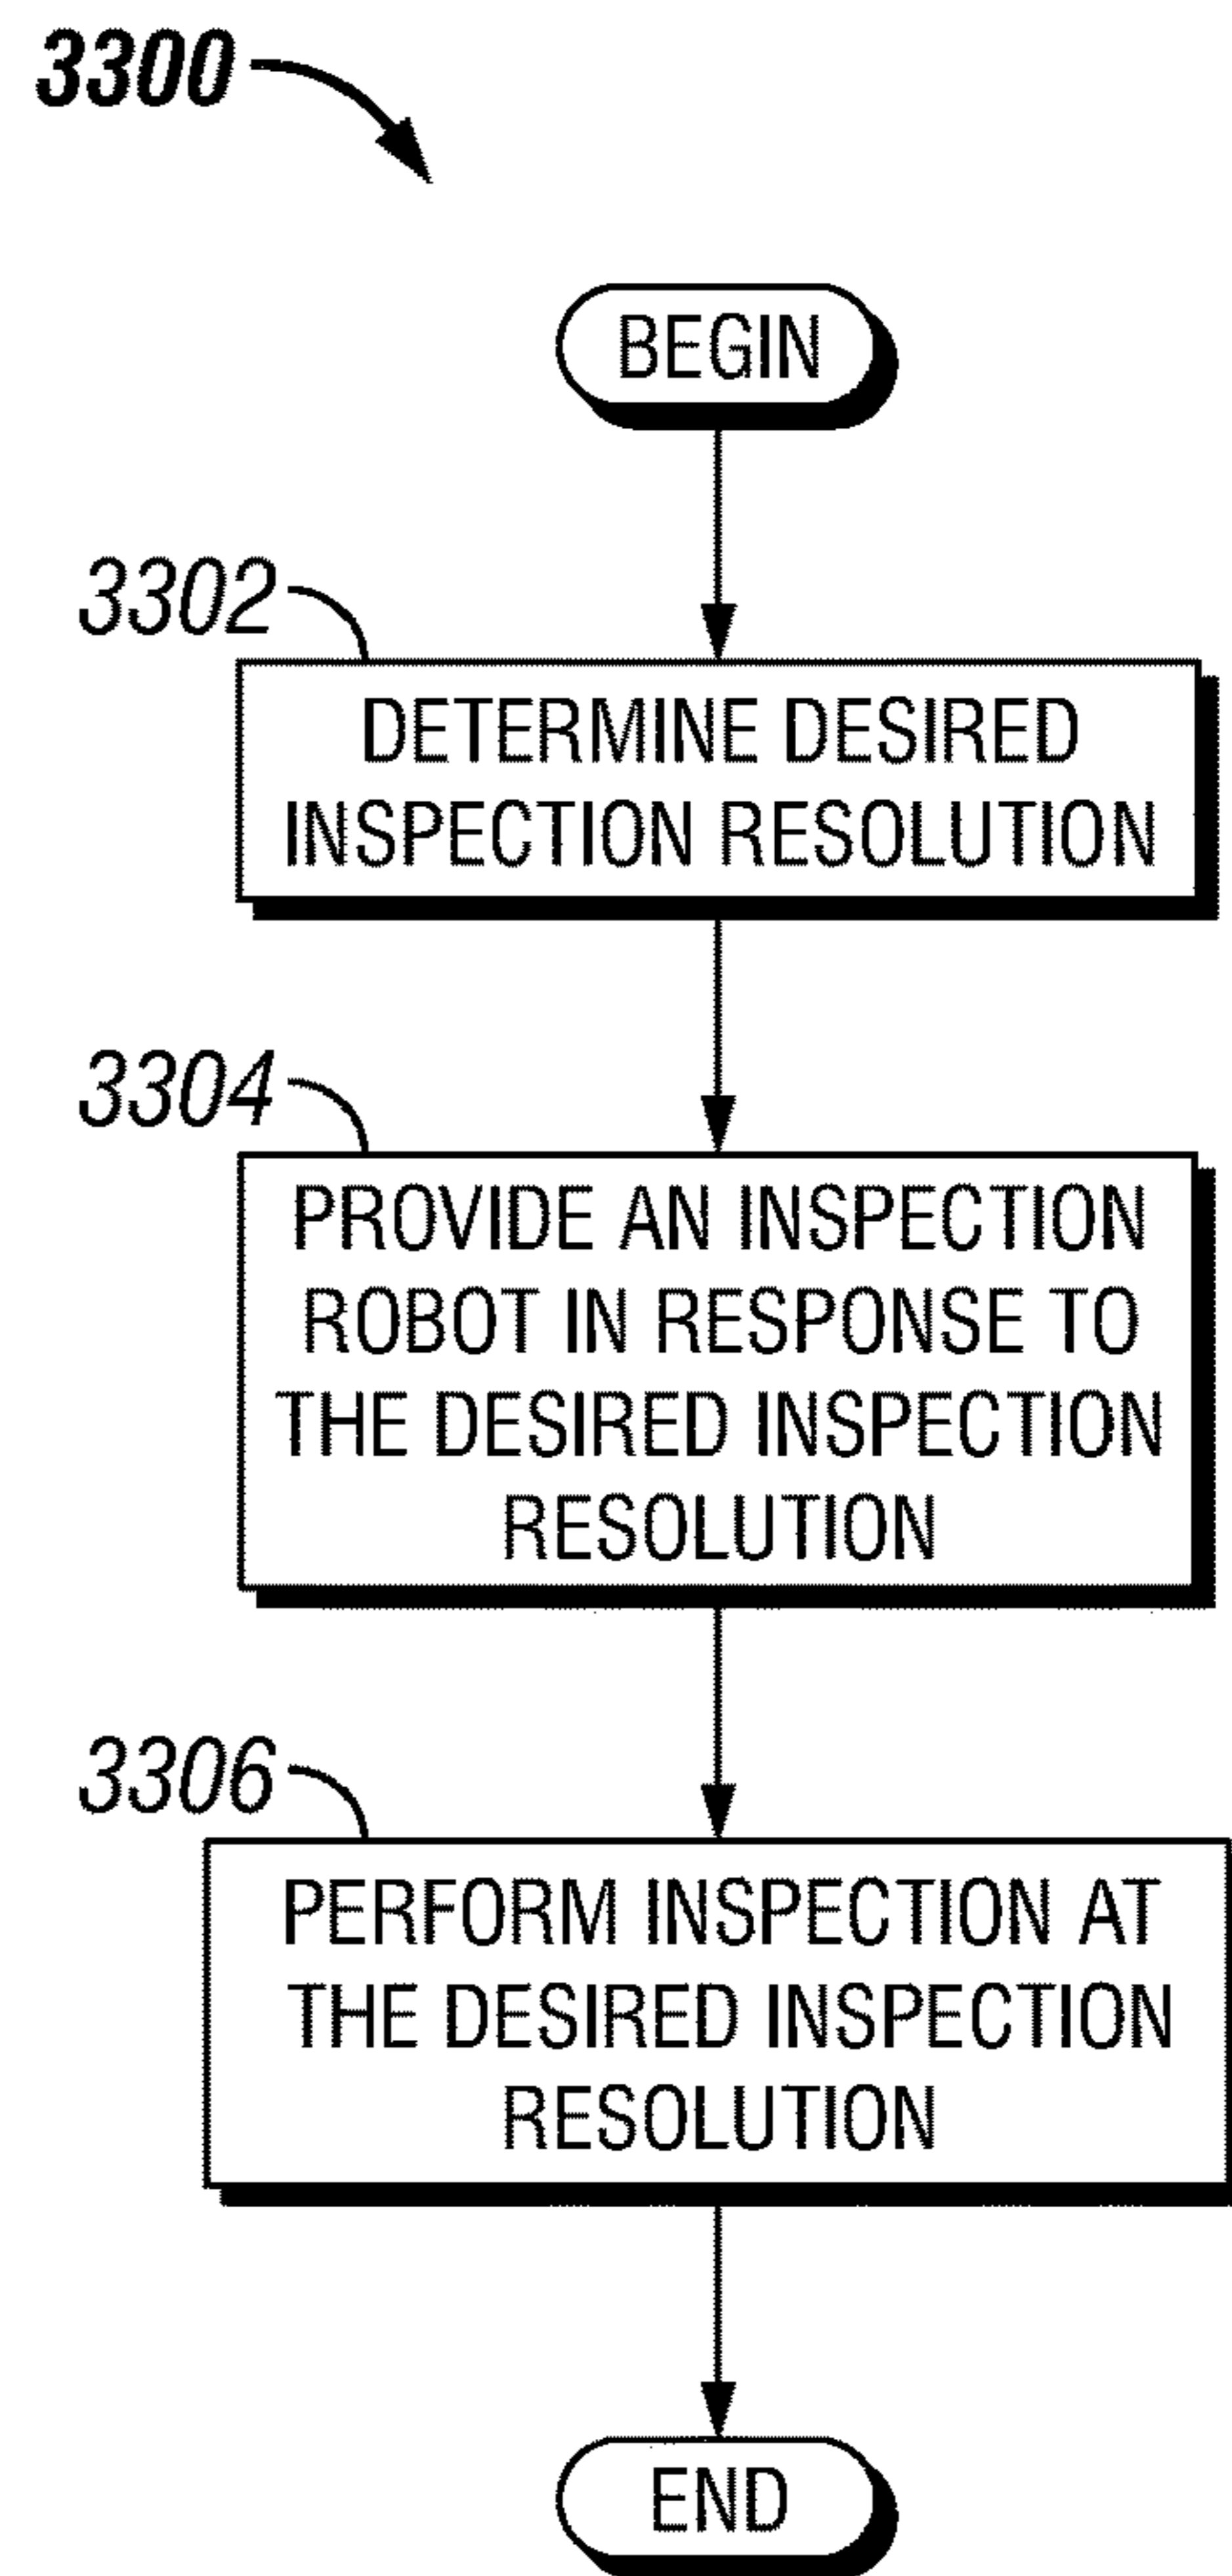 3300
BEGIN
3302
DETERMINE DESIRED
INSPECTION RESOLUTION
3304
PROVIDE AN INSPECTION
ROBOT IN RESPONSE TO
THE DESIRED INSPECTION
RESOLUTION
3306
PERFORM INSPECTION AT
THE DESIRED INSPECTION
RESOLUTION
END